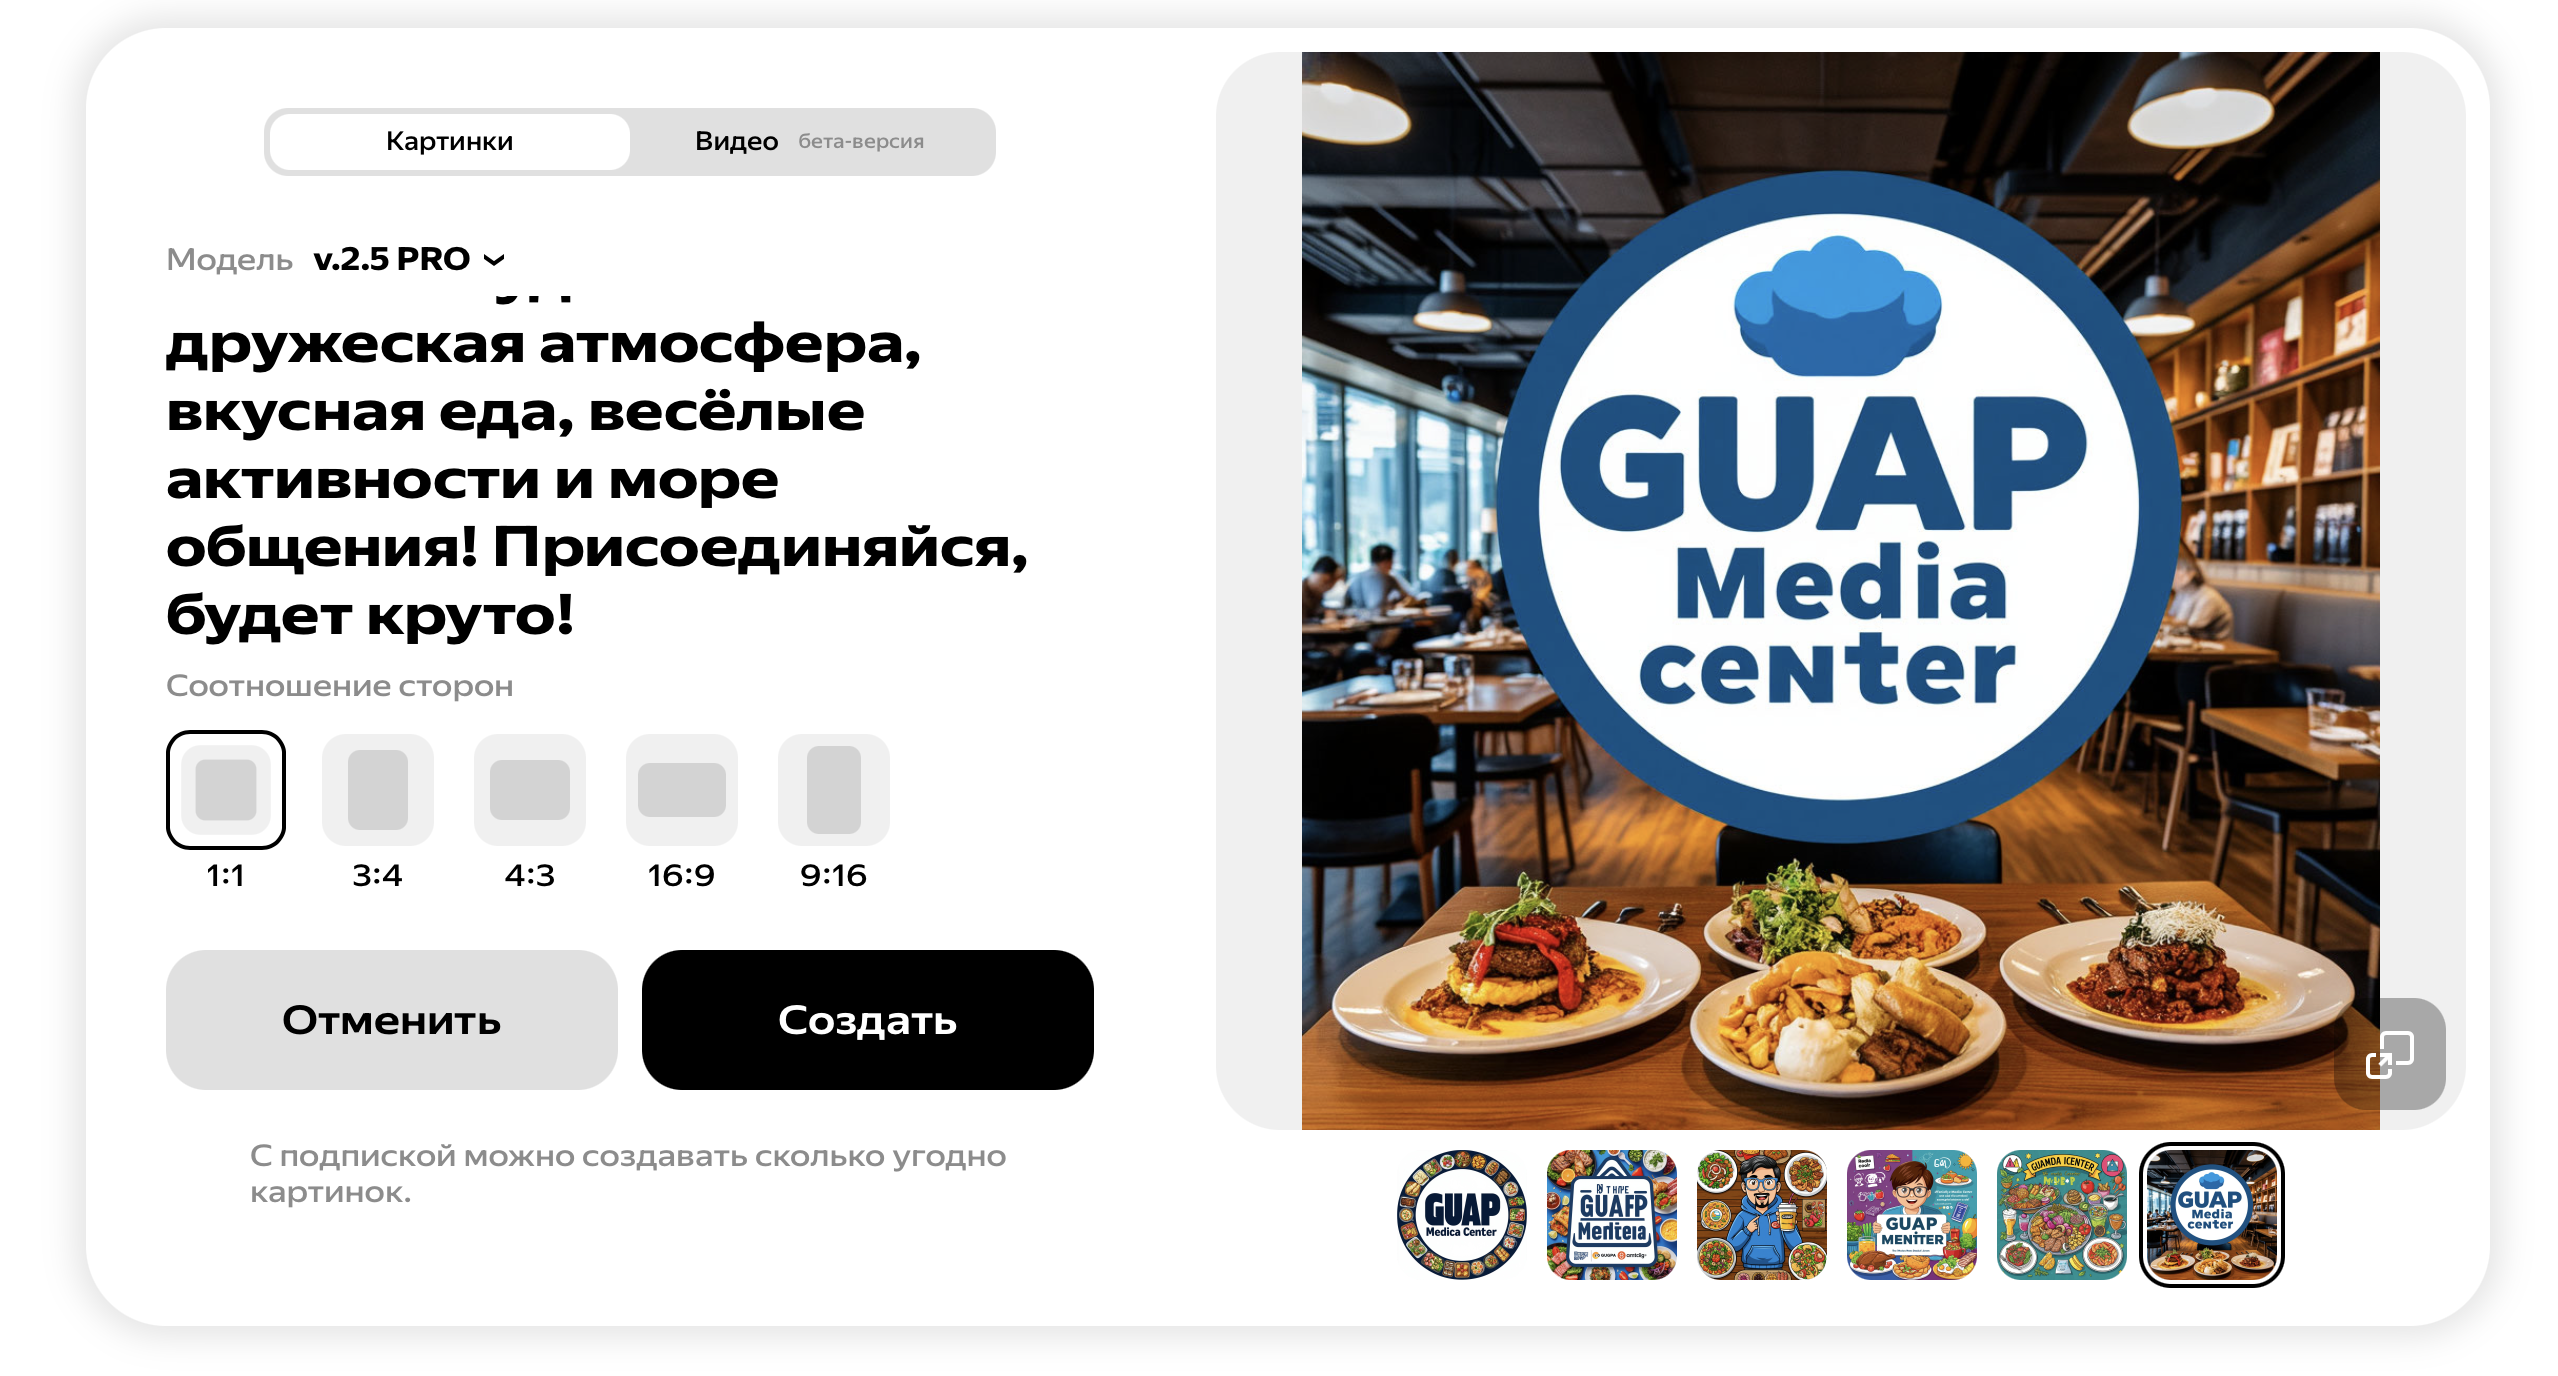 Картинки
Видео бета-версия
Модель v.2.5 PRO
дружеская атмосфера,
вкусная еда, весёлые
активности и море
общения! Присоединяйся,
будет круто!
Соотношение сторон
1:1
3:4
4:3
16:9
9:16
Отменить
Создать
С подпиской можно создавать сколько угодно
картинок.
GUAP
Media
ceNter
GUAP
Medica Center
GUAFP
GUAP
MENITER
GUAMDA ICENTER
GUAP
Media
center